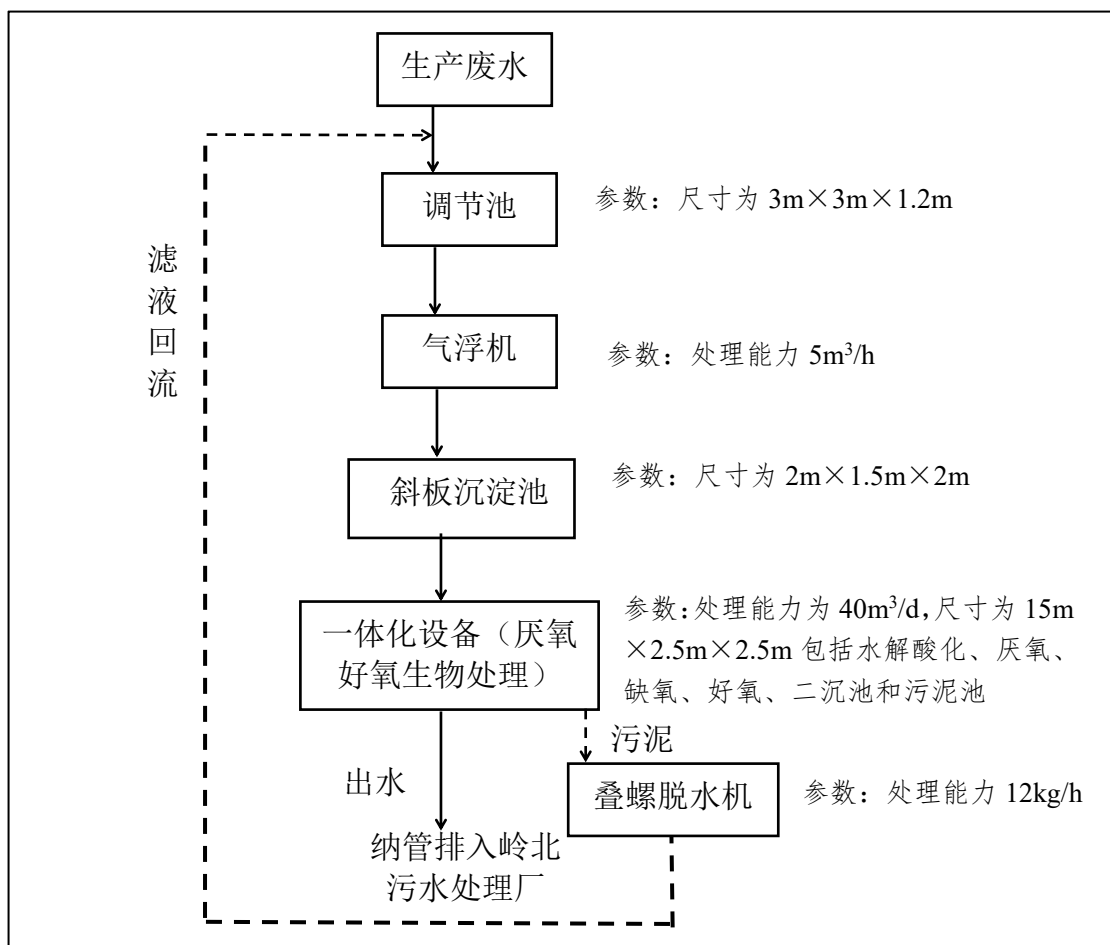 生产废水
调节池
参数：尺寸为 3m×3m×1.2m
滤
液
回
流
气浮机
参数：处理能力 5m³/h
斜板沉淀池
参数：尺寸为 2m×1.5m×2m
一体化设备（厌氧
好氧生物处理）
参数:处理能力为 40m³/d,尺寸为 15m
×2.5m×2.5m 包括水解酸化、厌氧、
缺氧、好氧、二沉池和污泥池
污泥
出水
叠螺脱水机
参数：处理能力 12kg/h
纳管排入岭北
污水处理厂